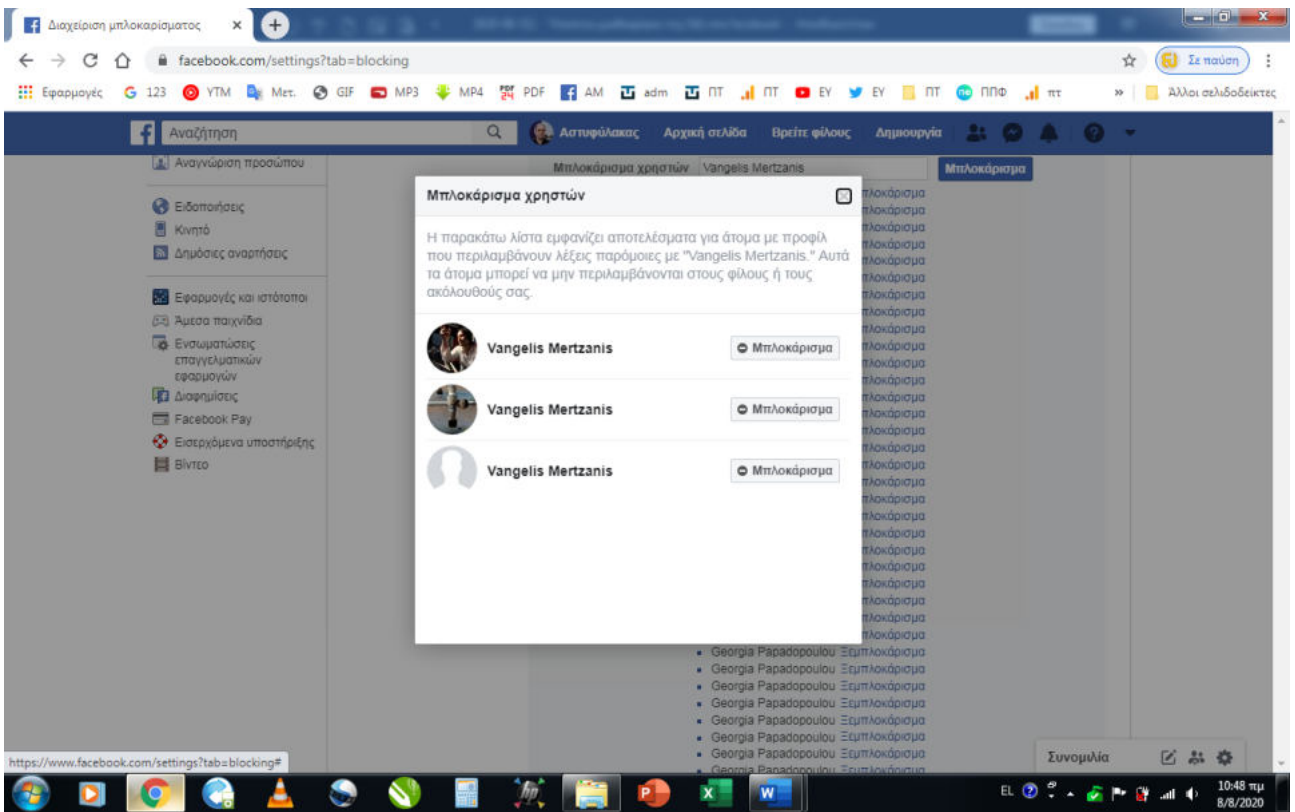 Διαχείριση μπλοκαρίσματος
facebook.com/settings?tab=blocking
Σε παύση
Εφαρμογές 123 YTM Μετ. GIF MP3 MP4 PDF AM adm ΠΤ ΠΤ ΕΥ ΕΥ ΠΤ ΠΠΦ πτ » Άλλοι σελιδοδείκτες
Αναζήτηση
Αστυφύλακας Αρχική σελίδα Βρείτε φίλους Δημιουργία
Αναγνώριση προσώπου
Μπλοκάρισμα χρηστών Vangelis Mertzanis Μπλοκάρισμα
Ειδοποιήσεις
Κινητό
Δημόσιες αναρτήσεις
Εφαρμογές και ιστότοποι
Άμεσα παιχνίδια
Ενσωματώσεις
επαγγελματικών
εφαρμογών
Διαφημίσεις
Facebook Pay
Εισερχόμενα υποστήριξης
Βίντεο
Μπλοκάρισμα χρηστών
Η παρακάτω λίστα εμφανίζει αποτελέσματα για άτομα με προφίλ
που περιλαμβάνουν λέξεις παρόμοιες με "Vangelis Mertzanis." Αυτά
τα άτομα μπορεί να μην περιλαμβάνονται στους φίλους ή τους
ακόλουθούς σας.
Vangelis Mertzanis Μπλοκάρισμα
Vangelis Mertzanis Μπλοκάρισμα
Vangelis Mertzanis Μπλοκάρισμα
Georgia Papadopoulou Ξεμπλοκάρισμα
Georgia Papadopoulou Ξεμπλοκάρισμα
Georgia Papadopoulou Ξεμπλοκάρισμα
Georgia Papadopoulou Ξεμπλοκάρισμα
Georgia Papadopoulou Ξεμπλοκάρισμα
Georgia Papadopoulou Ξεμπλοκάρισμα
Georgia Papadopoulou Ξεμπλοκάρισμα
Georgia Papadopoulou Ξεμπλοκάρισμα
Συνομιλία
https://www.facebook.com/settings?tab=blocking#
EL 10:48 πμ
8/8/2020